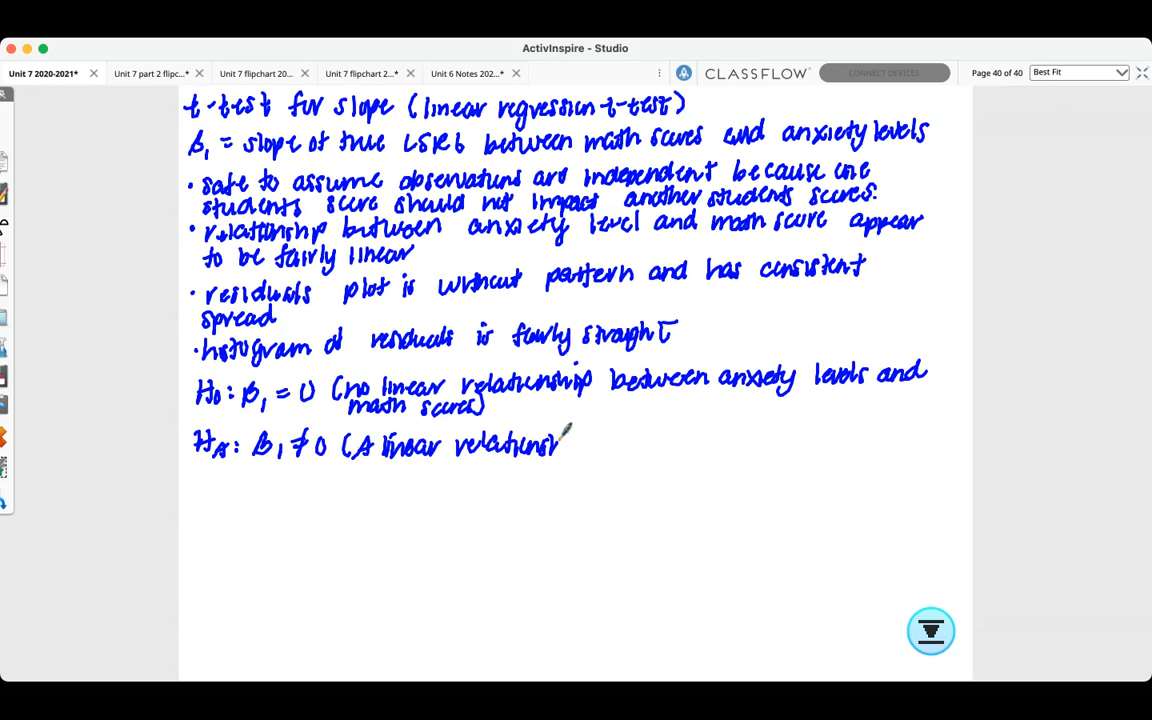 ActivInspire - Studio
Unit 7 2020-2021*
Unit 7 part 2 flipc...*
Unit 7 flipchart 20...
Unit 7 flipchart 2...*
Unit 6 Notes 202...*
CLASSFLOW
CONNECT DEVICES
Page 40 of 40
Best Fit
t-test for slope (linear regression t-test)
β₁ = slope of true LSRL between math scores and anxiety levels
• safe to assume observations are independent because one
students score should not impact another students scores.
• relationship between anxiety level and math score appear
to be fairly linear
• residuals plot is without pattern and has consistent
spread
• histogram of residuals is fairly straight
H₀: β₁ = 0 (no linear relationship between anxiety levels and
math scores)
Hₐ: β₁ ≠ 0 (A linear relationsh